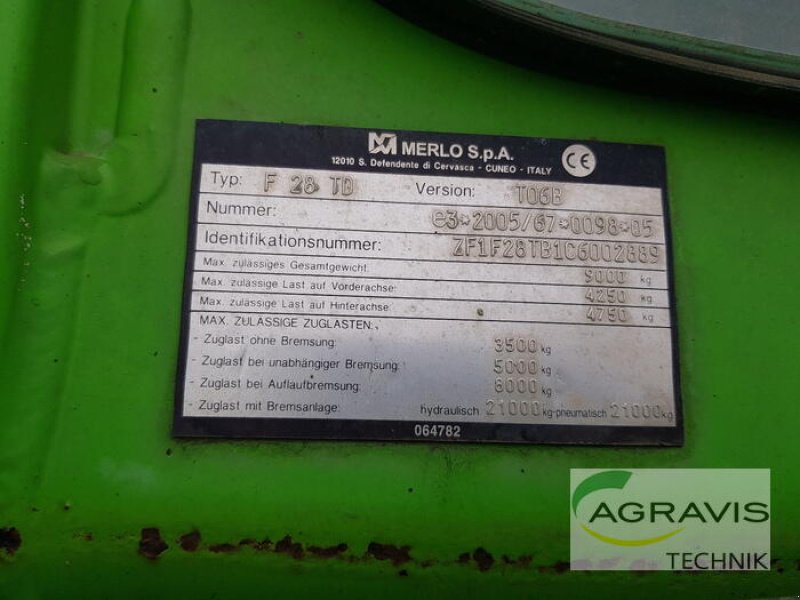 MERLO S.p.A.
12010 S. Defendente di Cervasca - CUNEO - ITALY
CE
Typ: F 28 TD Version: T06B
Nummer: e3*2005/67*0098*05
Identifikationsnummer: ZF1F28TB1C6002889
Max. zulässiges Gesamtgewicht: 9000 kg
Max. zulässige Last auf Vorderachse: 4250 kg
Max. zulässige Last auf Hinterachse: 4750 kg
MAX. ZULÄSSIGE ZUGLASTEN:
- Zuglast ohne Bremsung: 3500 kg
- Zuglast bei unabhängiger Bremsung: 5000 kg
- Zuglast bei Auflaufbremsung: 8000 kg
- Zuglast mit Bremsanlage: hydraulisch 21000 kg-pneumatisch 21000 kg
064782
AGRAVIS
TECHNIK